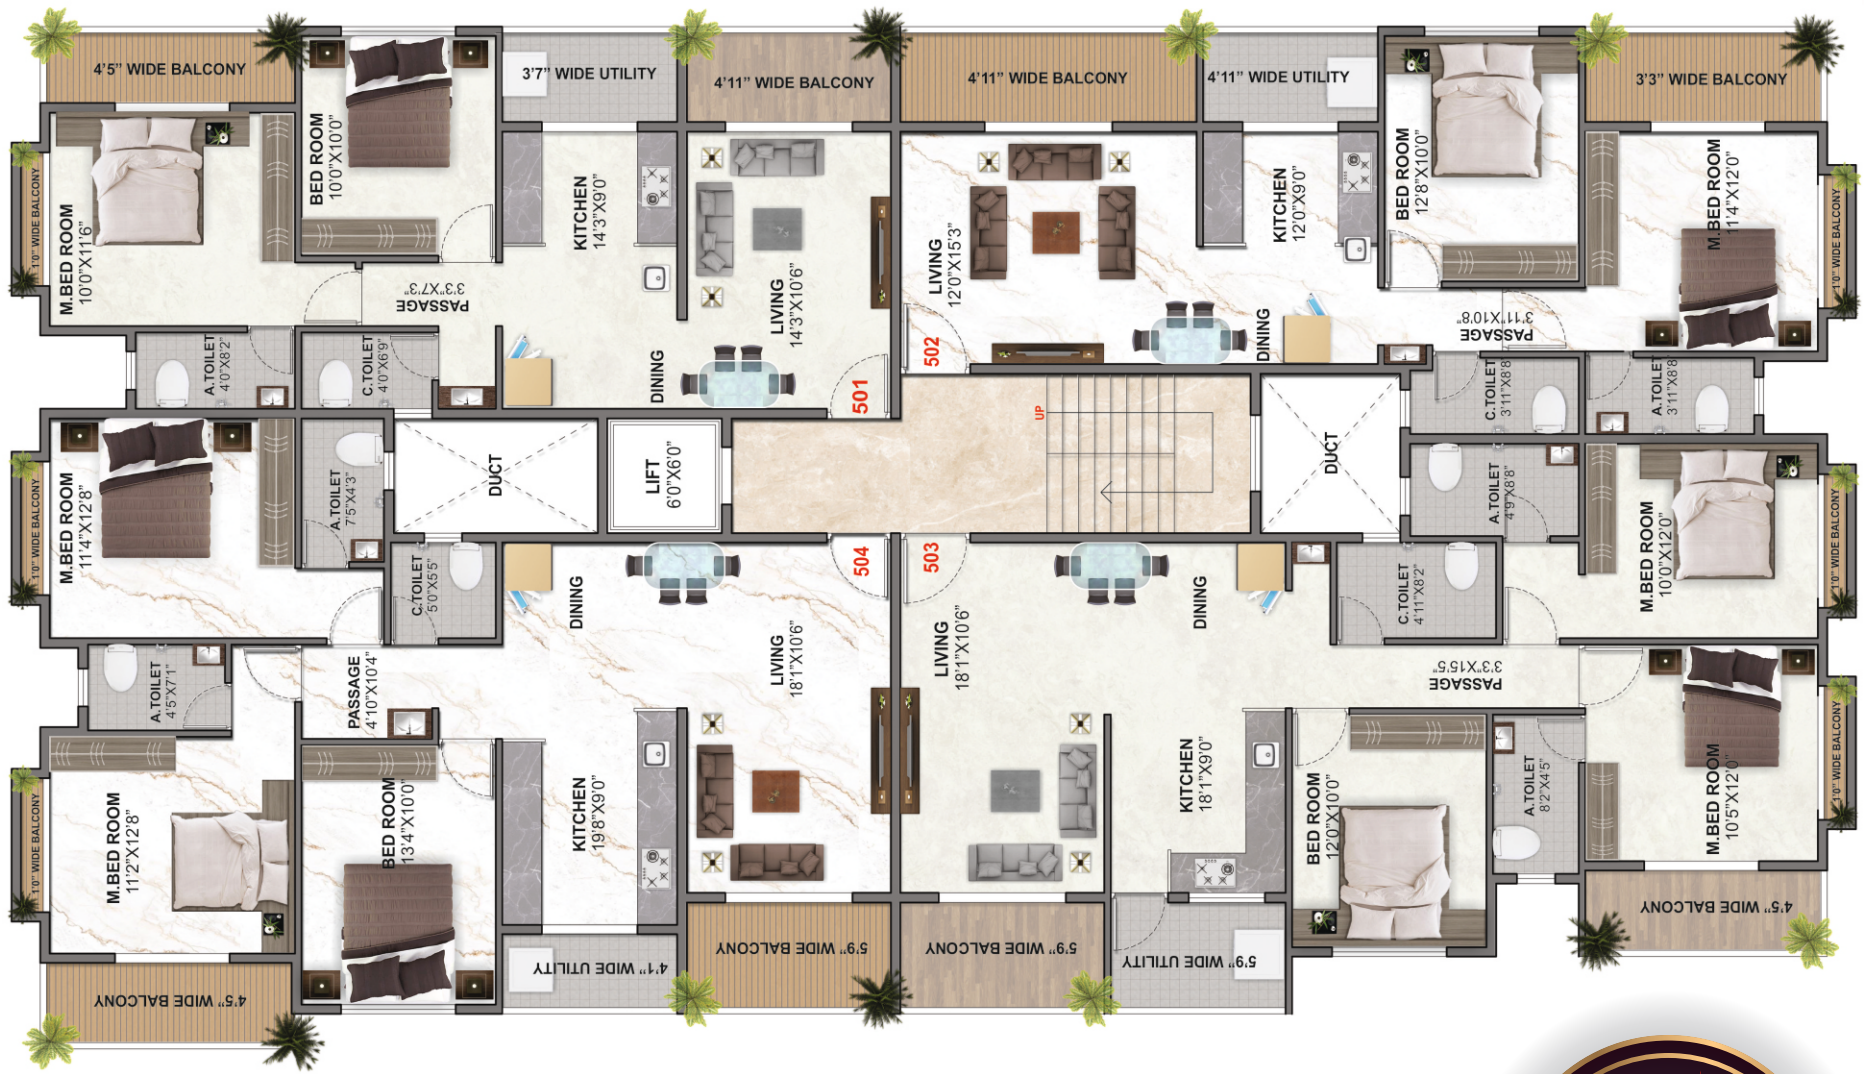 4'5" WIDE BALCONY
3'7" WIDE UTILITY
4'11" WIDE BALCONY
4'11" WIDE BALCONY
4'11" WIDE UTILITY
3'3" WIDE BALCONY
1'0" WIDE BALCONY
M.BED ROOM
10'0"X11'6"
BED ROOM
10'0"X10'0"
KITCHEN
14'3"X9'0"
LIVING
14'3"X10'6"
LIVING
12'0"X15'3"
KITCHEN
12'0"X9'0"
BED ROOM
12'8"X10'0"
M.BED ROOM
11'4"X12'0"
1'0" WIDE BALCONY
PASSAGE
3'3"X7'3"
PASSAGE
3'11"X10'8"
A.TOILET
4'0"X8'2"
C.TOILET
4'0"X6'9"
DINING
501
502
DINING
C.TOILET
3'11"X8'8"
A.TOILET
3'11"X8'8"
UP
1'0" WIDE BALCONY
M.BED ROOM
11'4"X12'8"
A.TOILET
7'5"X4'3"
DUCT
LIFT
6'0"X6'0"
DUCT
A.TOILET
4'9"X8'8"
M.BED ROOM
10'0"X12'0"
1'0" WIDE BALCONY
C.TOILET
5'0"X5'5"
DINING
504
503
DINING
C.TOILET
4'11"X8'2"
A.TOILET
4'5"X7'1"
PASSAGE
4'10"X10'4"
LIVING
18'1"X10'6"
LIVING
18'1"X10'6"
PASSAGE
3'3"X15'5"
1'0" WIDE BALCONY
M.BED ROOM
11'2"X12'8"
BED ROOM
13'4"X10'0"
KITCHEN
19'8"X9'0"
KITCHEN
18'1"X9'0"
BED ROOM
12'0"X10'0"
A.TOILET
8'2"X4'5"
M.BED ROOM
10'5"X12'0"
1'0" WIDE BALCONY
4'5" WIDE BALCONY
4'1" WIDE UTILITY
5'9" WIDE BALCONY
5'9" WIDE BALCONY
5'9" WIDE UTILITY
4'5" WIDE BALCONY